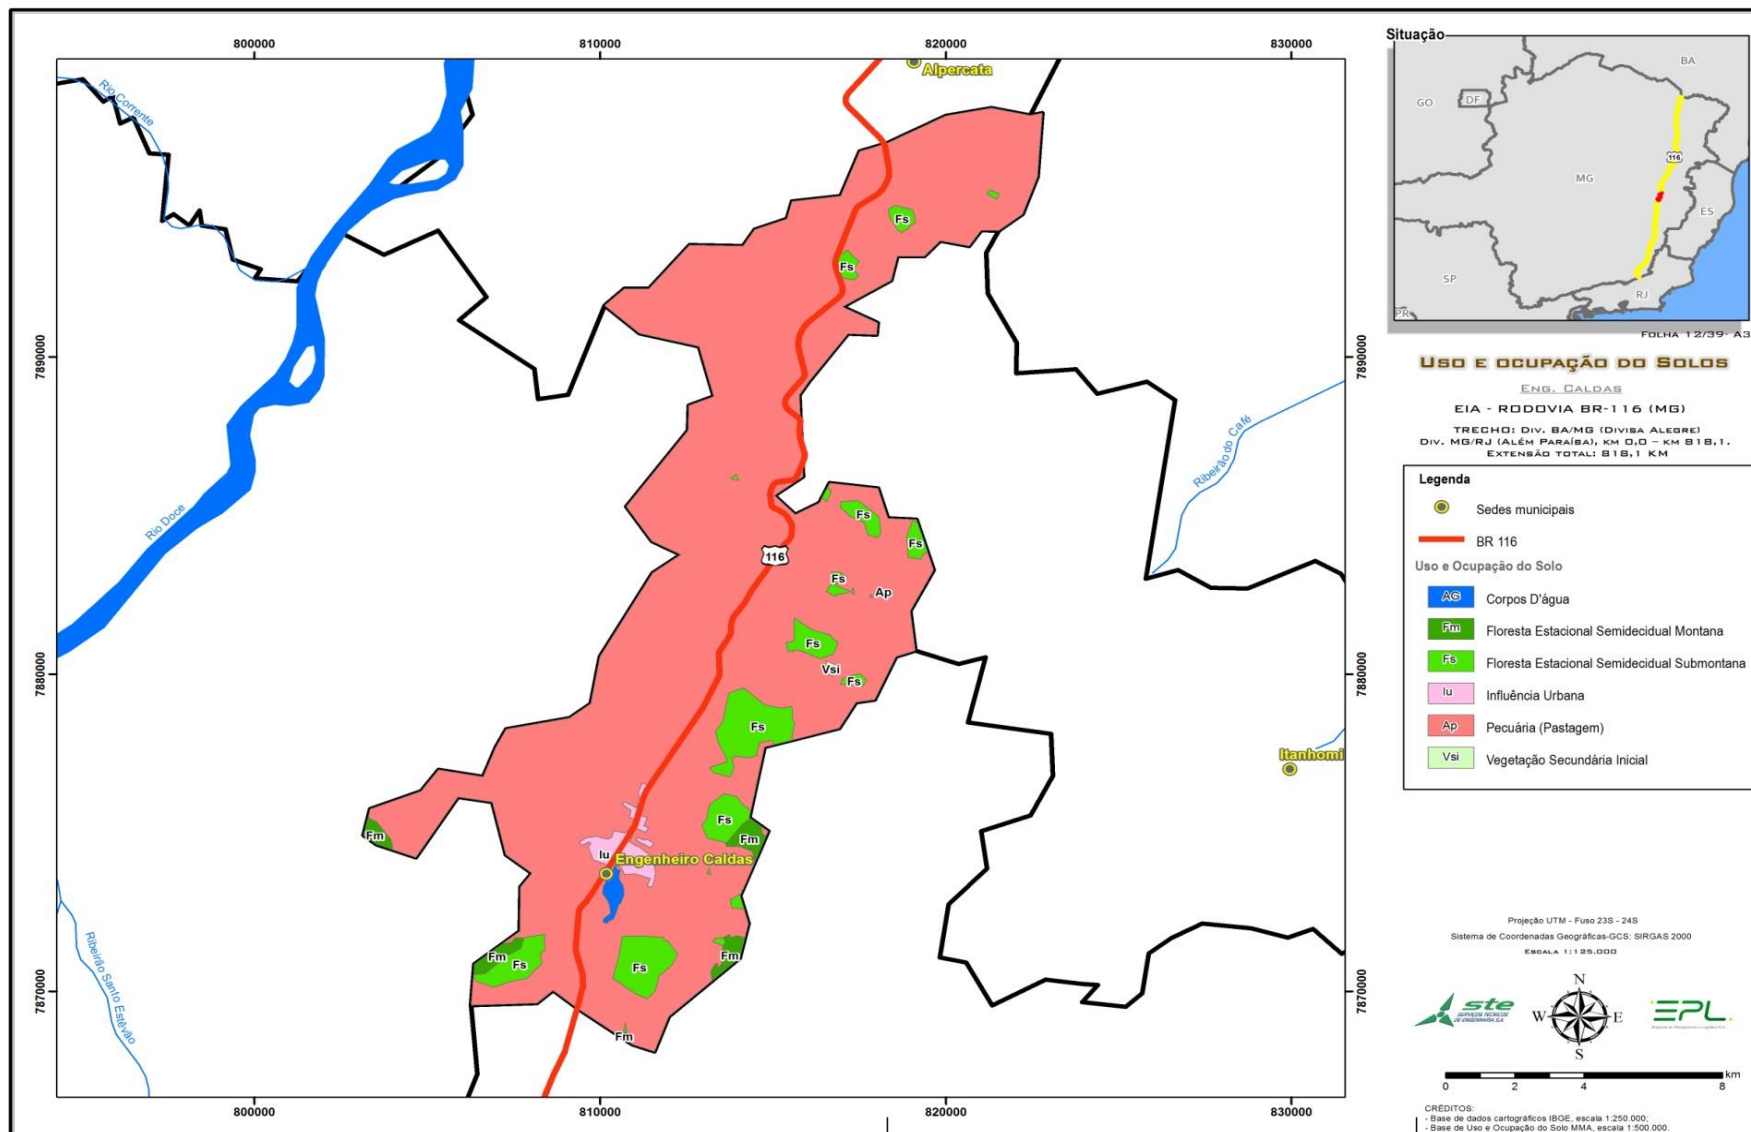 800000
810000
820000
830000
Alpercata
Rio Corrente
7890000
7890000
Fs
Fs
Rio Doce
Ribeirão do Café
116
Fs
Fs
Fs
Ap
Fs
Vsi
Fs
7880000
7880000
Fs
Itanhomi
Fs
Fm
Fm
Iu
Engenheiro Caldas
Ribeirão Santo Estêvão
Fm
Fs
Fs
Fm
Fm
7870000
7870000
800000
810000
820000
830000
Situação
BA
GO
DF
116
MG
ES
SP
RJ
PR
FOLHA 12/39- A3
USO E OCUPAÇÃO DO SOLOS
ENG. CALDAS
EIA - RODOVIA BR-116 (MG)
TRECHO: DIV. BA/MG (DIVISA ALEGRE)
DIV. MG/RJ (ALÉM PARAÍBA), KM 0,0 – KM 818,1.
EXTENSÃO TOTAL: 818,1 KM
Legenda
Sedes municipais
BR 116
Uso e Ocupação do Solo
AG Corpos D'água
Fm Floresta Estacional Semidecidual Montana
Fs Floresta Estacional Semidecidual Submontana
Iu Influência Urbana
Ap Pecuária (Pastagem)
Vsi Vegetação Secundária Inicial
Projeção UTM - Fuso 23S - 24S
Sistema de Coordenadas Geográficas-GCS: SIRGAS 2000
ESCALA 1:125.000
ste
SERVIÇOS TÉCNICOS
DE ENGENHARIA S.A.
N
W E
S
EPL
Empresa de Planejamento e Logística S.A.
km
0 2 4 8
CRÉDITOS:
- Base de dados cartográficos IBGE, escala 1:250.000;
- Base de Uso e Ocupação do Solo MMA, escala 1:500.000.